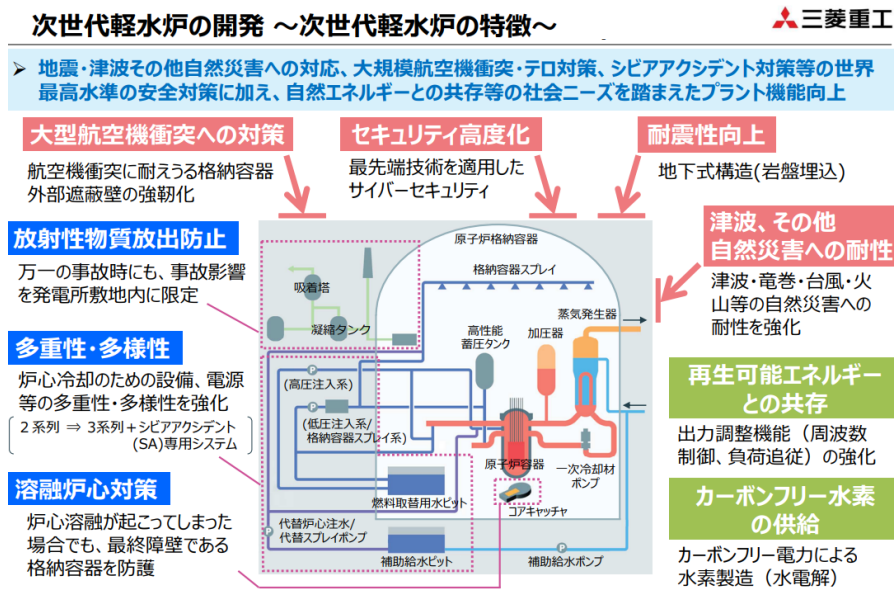 次世代軽水炉の開発 ～次世代軽水炉の特徴～
三菱重工
➢ 地震・津波その他自然災害への対応、大規模航空機衝突・テロ対策、シビアアクシデント対策等の世界
最高水準の安全対策に加え、自然エネルギーとの共存等の社会ニーズを踏まえたプラント機能向上
大型航空機衝突への対策
航空機衝突に耐えうる格納容器
外部遮蔽壁の強靭化
セキュリティ高度化
最先端技術を適用した
サイバーセキュリティ
耐震性向上
地下式構造(岩盤埋込)
放射性物質放出防止
万一の事故時にも、事故影響
を発電所敷地内に限定
津波、その他
自然災害への耐性
津波・竜巻・台風・火
山等の自然災害への
耐性を強化
多重性・多様性
炉心冷却のための設備、電源
等の多重性・多様性を強化
2系列 ⇒ 3系列+シビアアクシデント
(SA)専用システム
再生可能エネルギー
との共存
出力調整機能（周波数
制御、負荷追従）の強化
溶融炉心対策
炉心溶融が起こってしまった
場合でも、最終障壁である
格納容器を防護
カーボンフリー水素
の供給
カーボンフリー電力による
水素製造（水電解）
原子炉格納容器
格納容器スプレイ
吸着塔
凝縮タンク
蒸気発生器
高性能
蓄圧タンク
加圧器
P
(高圧注入系)
P
(低圧注入系/
格納容器スプレイ系)
原子炉容器
一次冷却材
ポンプ
燃料取替用水ピット
コアキャッチャ
P
代替炉心注水/
代替スプレイポンプ
補助給水ピット
P
補助給水ポンプ